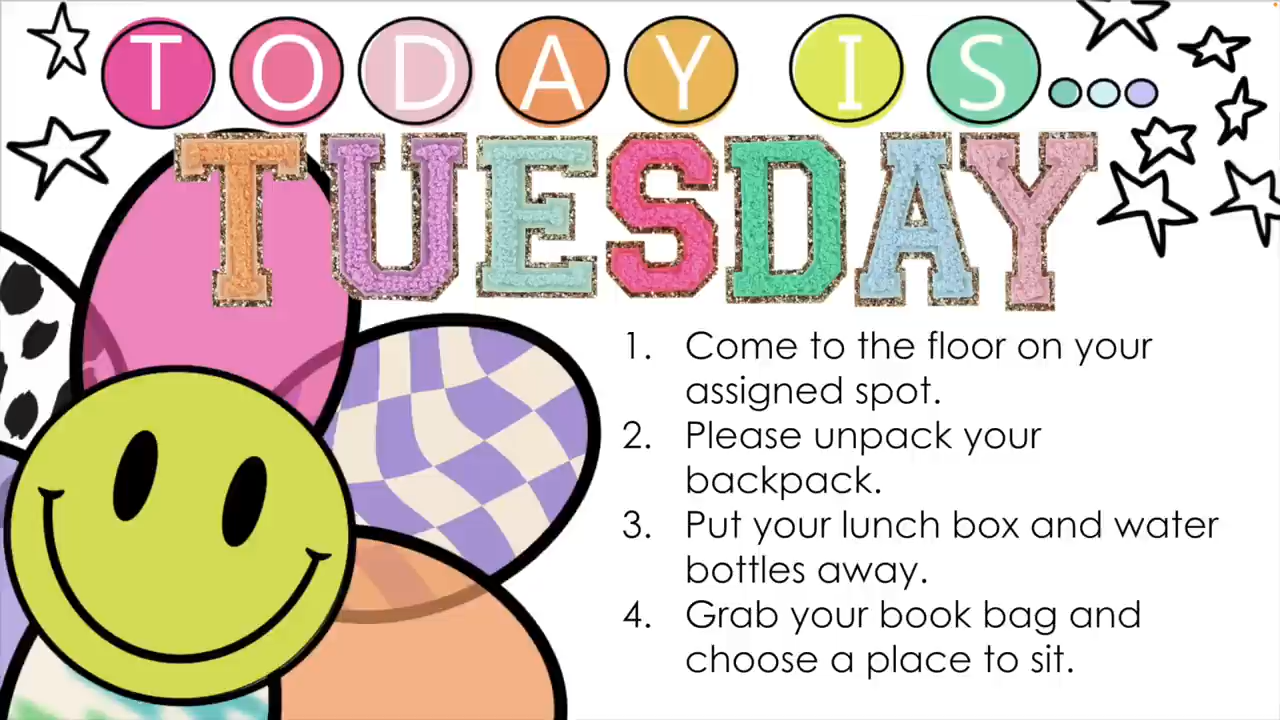 TODAY IS...
TUESDAY
1. Come to the floor on your
assigned spot.
2. Please unpack your
backpack.
3. Put your lunch box and water
bottles away.
4. Grab your book bag and
choose a place to sit.